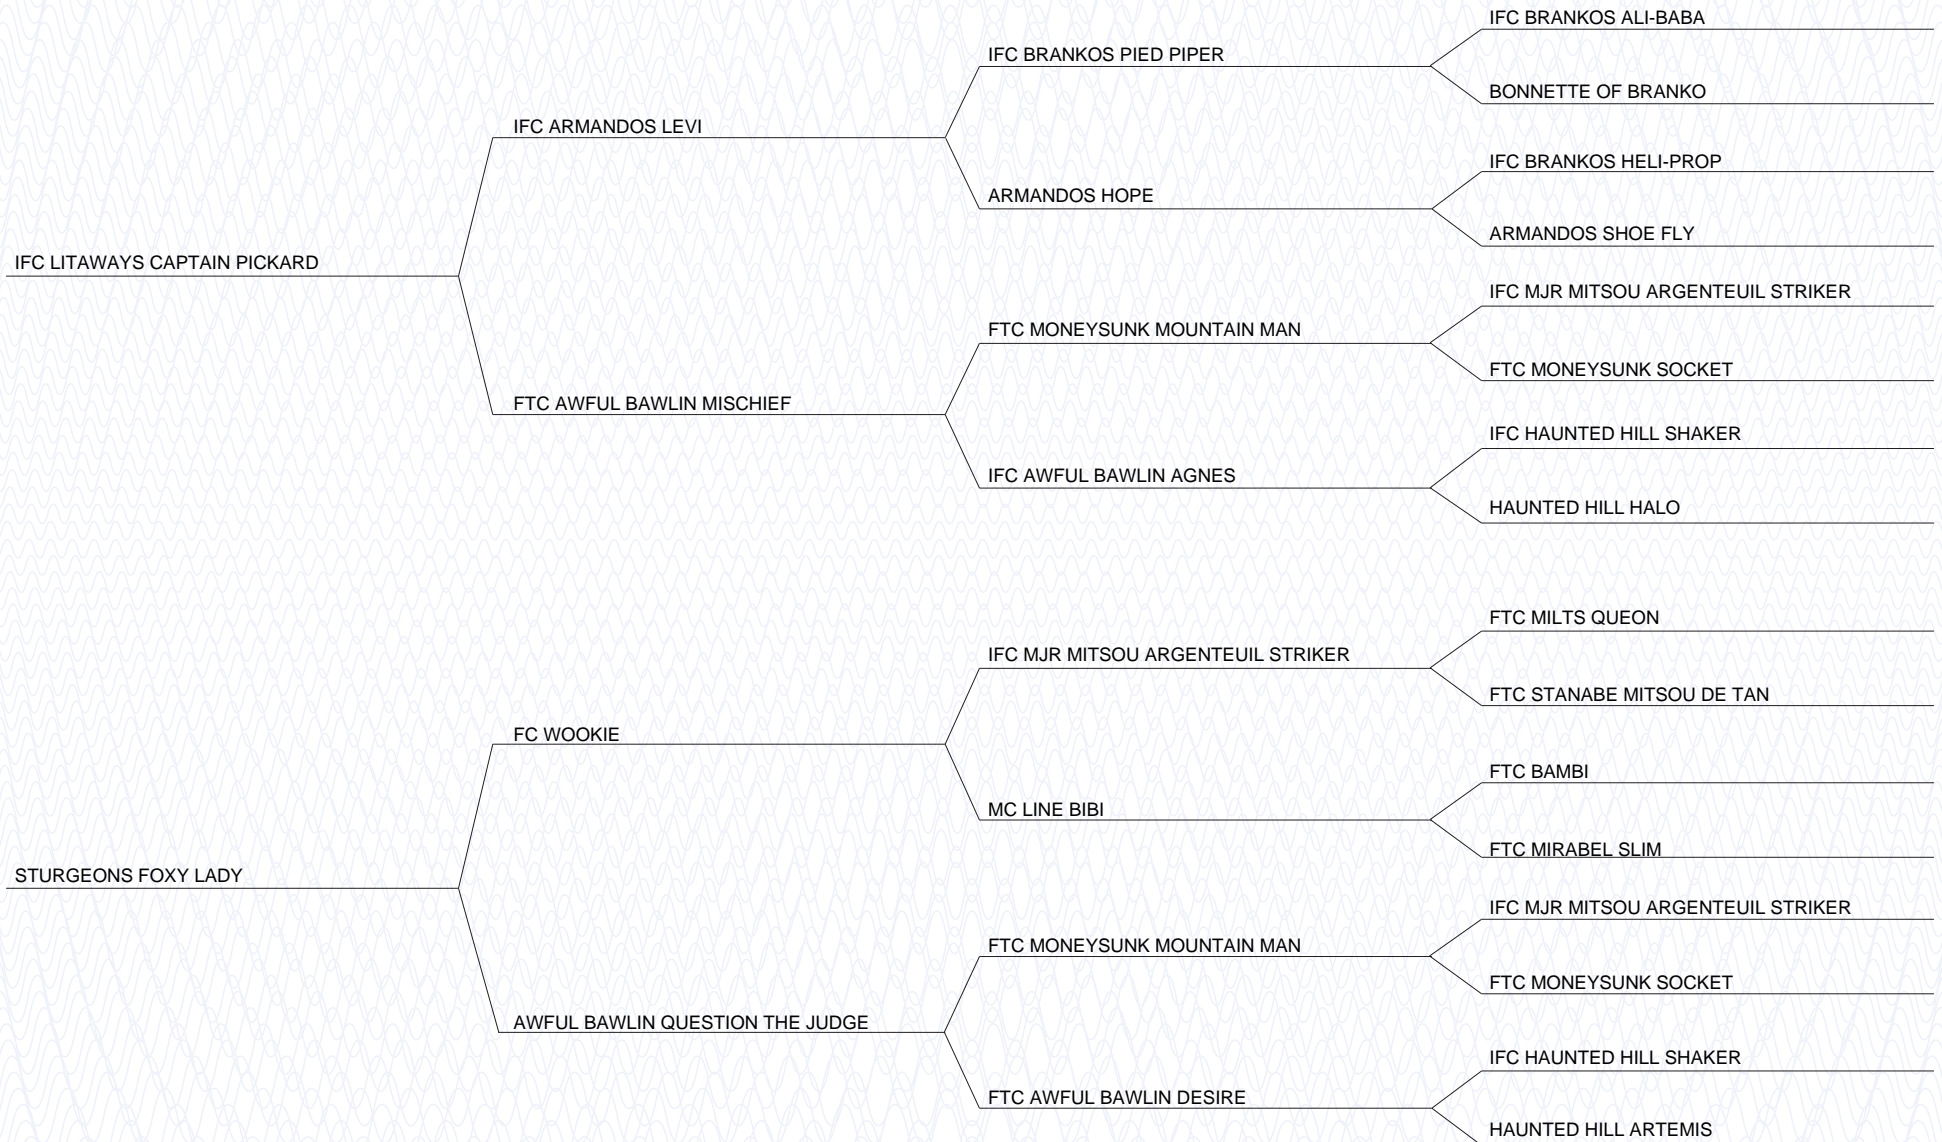 IFC BRANKOS ALI-BABA
IFC BRANKOS PIED PIPER
BONNETTE OF BRANKO
IFC ARMANDOS LEVI
IFC BRANKOS HELI-PROP
ARMANDOS HOPE
ARMANDOS SHOE FLY
IFC LITAWAYS CAPTAIN PICKARD
IFC MJR MITSOU ARGENTEUIL STRIKER
FTC MONEYSUNK MOUNTAIN MAN
FTC MONEYSUNK SOCKET
FTC AWFUL BAWLIN MISCHIEF
IFC HAUNTED HILL SHAKER
IFC AWFUL BAWLIN AGNES
HAUNTED HILL HALO
FTC MILTS QUEON
IFC MJR MITSOU ARGENTEUIL STRIKER
FTC STANABE MITSOU DE TAN
FC WOOKIE
FTC BAMBI
MC LINE BIBI
FTC MIRABEL SLIM
STURGEONS FOXY LADY
IFC MJR MITSOU ARGENTEUIL STRIKER
FTC MONEYSUNK MOUNTAIN MAN
FTC MONEYSUNK SOCKET
AWFUL BAWLIN QUESTION THE JUDGE
IFC HAUNTED HILL SHAKER
FTC AWFUL BAWLIN DESIRE
HAUNTED HILL ARTEMIS